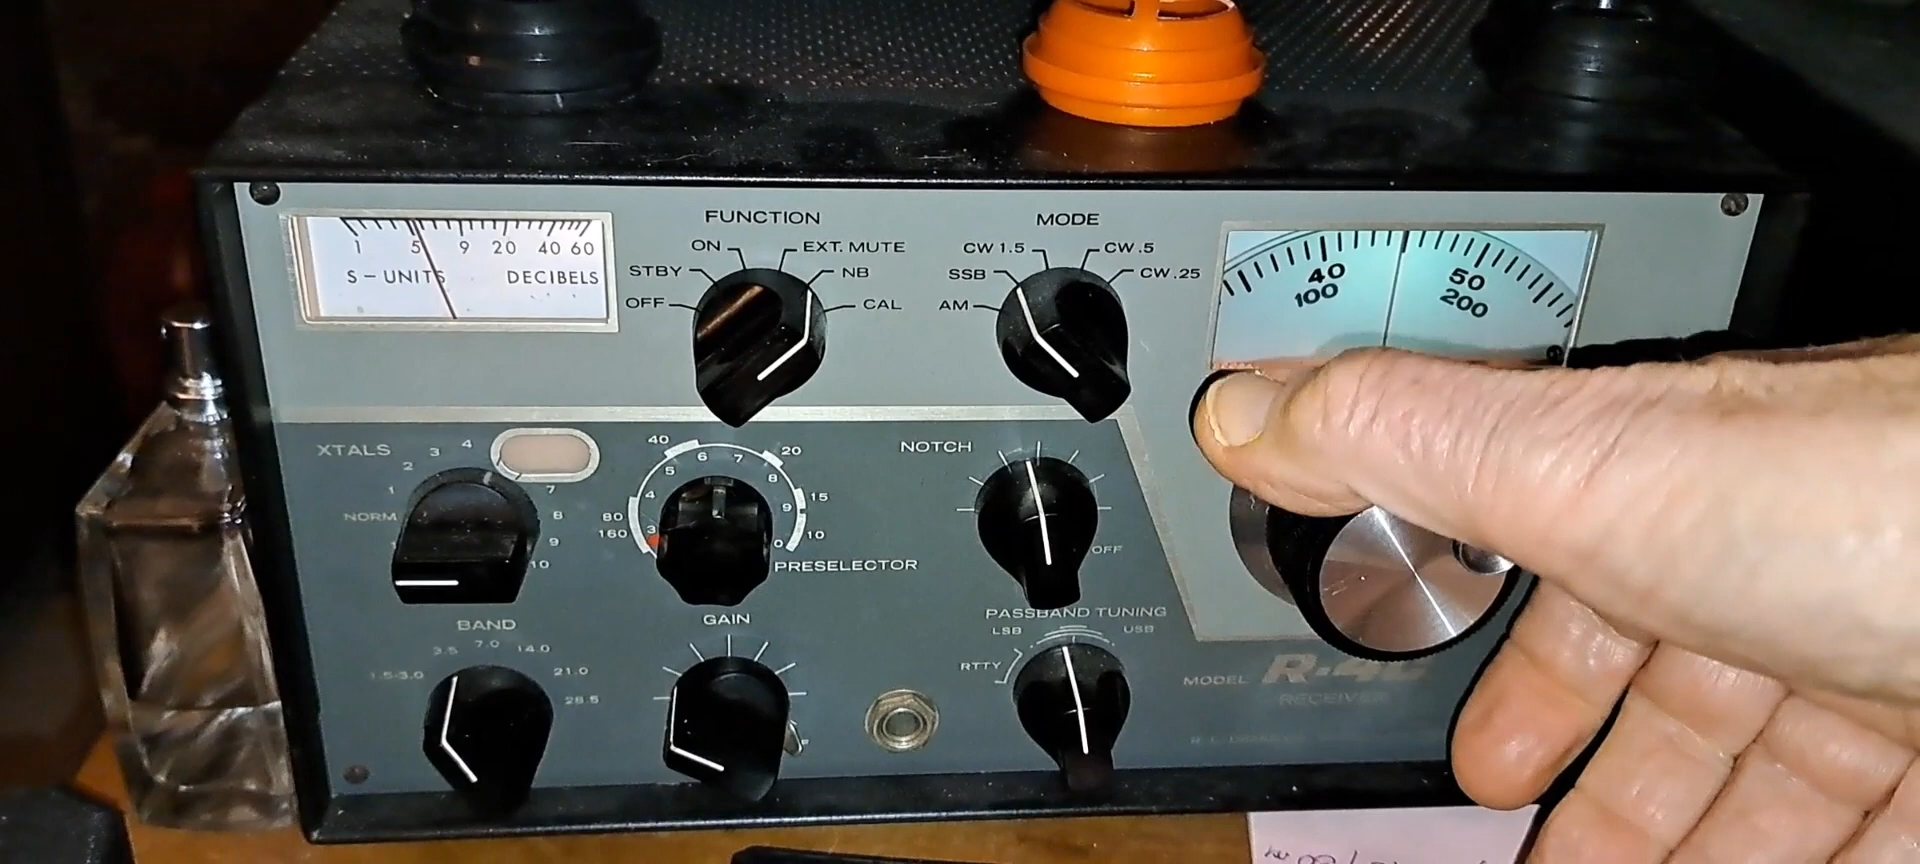 FUNCTION
MODE
ON
EXT. MUTE
STBY
NB
OFF
CAL
CW 1.5
CW .5
SSB
CW .25
AM
1 5 9 20 40 60
S-UNITS DECIBELS
40 50
100 200
XTALS
1 2 3 4 7 8 9 10
NORM
40 20
80 15
160 10
3 4 5 6 7 8 9 0
PRESELECTOR
NOTCH
OFF
BAND
1.5-3.0 3.5 7.0 14.0 21.0 28.5
GAIN
PASSBAND TUNING
LSB USB
RTTY
MODEL R-4C
RECEIVER